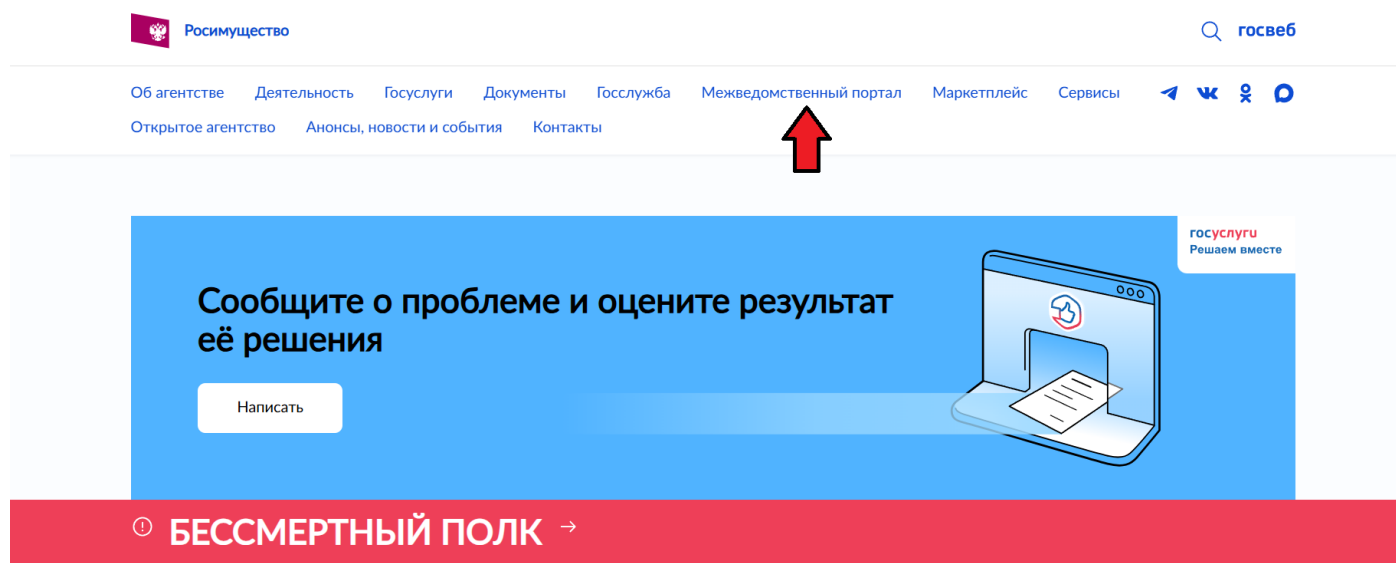 Росимущество
госвеб
Об агентстве Деятельность Госуслуги Документы Госслужба Межведомственный портал Маркетплейс Сервисы
Открытое агентство Анонсы, новости и события Контакты
госуслуги
Решаем вместе
Сообщите о проблеме и оцените результат
её решения
Написать
БЕССМЕРТНЫЙ ПОЛК →